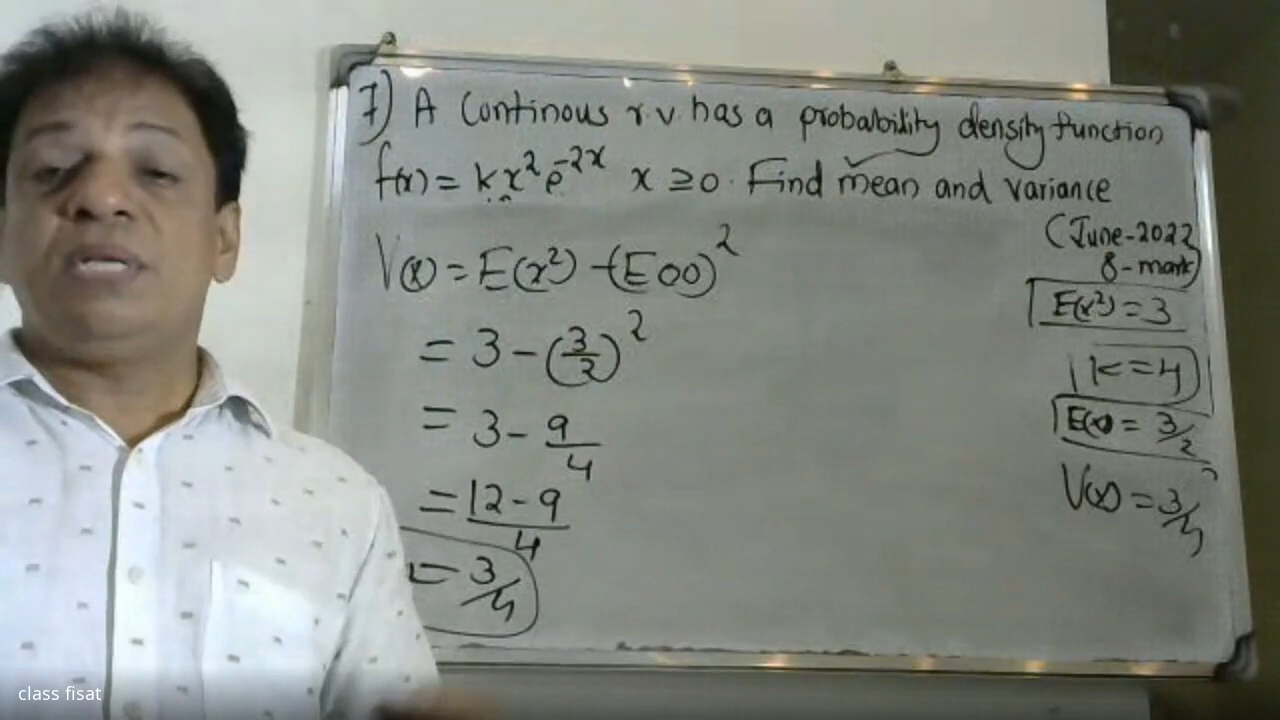 7) A Continous r.v. has a probability density function
f(x) = kx²e^-2x x ≥ 0. Find mean and variance
(June-2022
8-mark)
V(x) = E(x²) - (E(x))²
= 3 - (3/2)²
= 3 - 9/4
= 12-9/4
= 3/4
E(x²) = 3
k = 4
E(x) = 3/2
V(x) = 3/4
class fisat